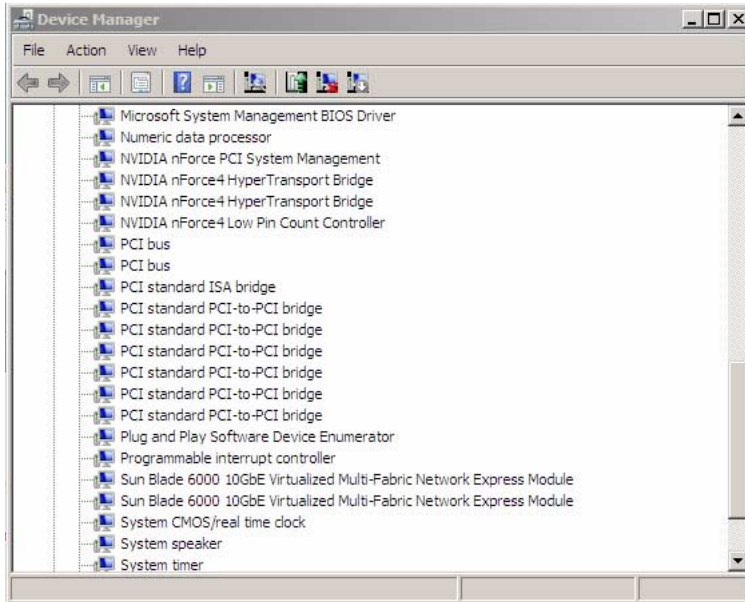 Device Manager
File Action View Help
Microsoft System Management BIOS Driver
Numeric data processor
NVIDIA nForce PCI System Management
NVIDIA nForce4 HyperTransport Bridge
NVIDIA nForce4 HyperTransport Bridge
NVIDIA nForce4 Low Pin Count Controller
PCI bus
PCI bus
PCI standard ISA bridge
PCI standard PCI-to-PCI bridge
PCI standard PCI-to-PCI bridge
PCI standard PCI-to-PCI bridge
PCI standard PCI-to-PCI bridge
PCI standard PCI-to-PCI bridge
PCI standard PCI-to-PCI bridge
Plug and Play Software Device Enumerator
Programmable interrupt controller
Sun Blade 6000 10GbE Virtualized Multi-Fabric Network Express Module
Sun Blade 6000 10GbE Virtualized Multi-Fabric Network Express Module
System CMOS/real time clock
System speaker
System timer